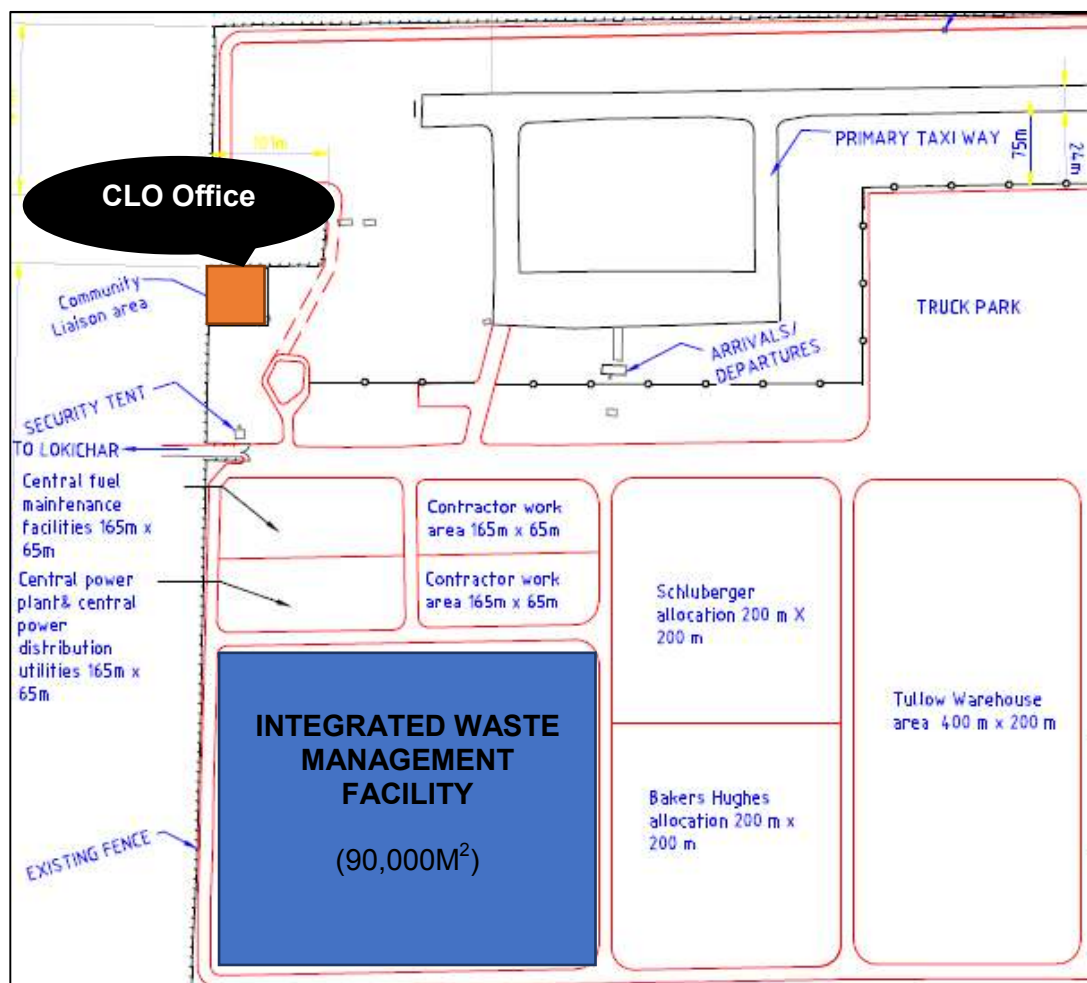 101m
CLO Office
PRIMARY TAXI WAY
75m
24m
Community
Liaison area
TRUCK PARK
ARRIVALS/
DEPARTURES
SECURITY TENT
TO LOKICHAR
Central fuel
maintenance
facilities 165m x
65m
Contractor work
area 165m x 65m
Central power
plant& central
power
distribution
utilities 165m x
65m
Contractor work
area 165m x 65m
Schluberger
allocation 200 m X
200 m
Tullow Warehouse
area 400 m x 200 m
INTEGRATED WASTE
MANAGEMENT
FACILITY
(90,000M²)
Bakers Hughes
allocation 200 m x
200 m
EXISTING FENCE